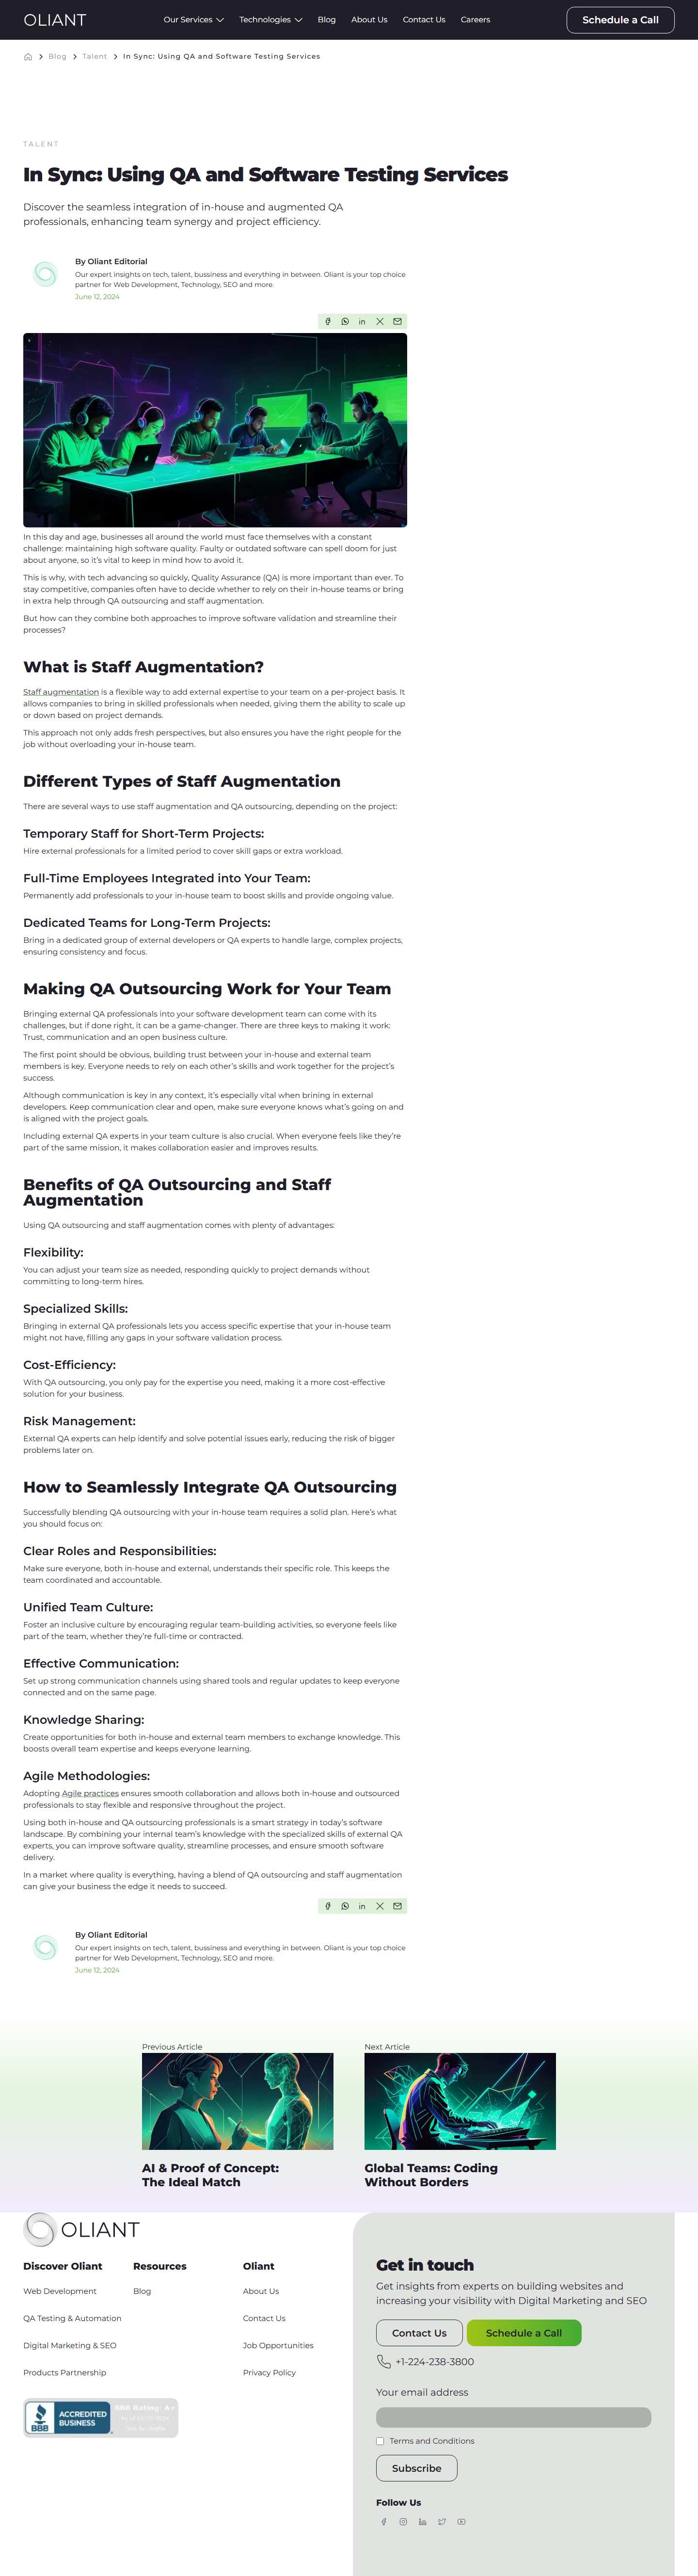 OLIANT
Our Services
Technologies
Blog
About Us
Contact Us
Careers
Schedule a Call
Blog
Talent
In Sync: Using QA and Software Testing Services
TALENT
In Sync: Using QA and Software Testing Services
Discover the seamless integration of in-house and augmented QA
professionals, enhancing team synergy and project efficiency.
By Oliant Editorial
Our expert insights on tech, talent, bussiness and everything in between. Oliant is your top choice
partner for Web Development, Technology, SEO and more.
June 12, 2024
In this day and age, businesses all around the world must face themselves with a constant
challenge: maintaining high software quality. Faulty or outdated software can spell doom for just
about anyone, so it's vital to keep in mind how to avoid it.
This is why, with tech advancing so quickly, Quality Assurance (QA) is more important than ever. To
stay competitive, companies often have to decide whether to rely on their in-house teams or bring
in extra help through QA outsourcing and staff augmentation.
But how can they combine both approaches to improve software validation and streamline their
processes?
What is Staff Augmentation?
Staff augmentation is a flexible way to add external expertise to your team on a per-project basis. It
allows companies to bring in skilled professionals when needed, giving them the ability to scale up
or down based on project demands.
This approach not only adds fresh perspectives, but also ensures you have the right people for the
job without overloading your in-house team.
Different Types of Staff Augmentation
There are several ways to use staff augmentation and QA outsourcing, depending on the project:
Temporary Staff for Short-Term Projects:
Hire external professionals for a limited period to cover skill gaps or extra workload.
Full-Time Employees Integrated into Your Team:
Permanently add professionals to your in-house team to boost skills and provide ongoing value.
Dedicated Teams for Long-Term Projects:
Bring in a dedicated group of external developers or QA experts to handle large, complex projects,
ensuring consistency and focus.
Making QA Outsourcing Work for Your Team
Bringing external QA professionals into your software development team can come with its
challenges, but if done right, it can be a game-changer. There are three keys to making it work:
Trust, communication and an open business culture.
The first point should be obvious, building trust between your in-house and external team
members is key. Everyone needs to rely on each other's skills and work together for the project's
success.
Although communication is key in any context, it's especially vital when brining in external
developers. Keep communication clear and open, make sure everyone knows what's going on and
is aligned with the project goals.
Including external QA experts in your team culture is also crucial. When everyone feels like they're
part of the same mission, it makes collaboration easier and improves results.
Benefits of QA Outsourcing and Staff
Augmentation
Using QA outsourcing and staff augmentation comes with plenty of advantages:
Flexibility:
You can adjust your team size as needed, responding quickly to project demands without
committing to long-term hires.
Specialized Skills:
Bringing in external QA professionals lets you access specific expertise that your in-house team
might not have, filling any gaps in your software validation process.
Cost-Efficiency:
With QA outsourcing, you only pay for the expertise you need, making it a more cost-effective
solution for your business.
Risk Management:
External QA experts can help identify and solve potential issues early, reducing the risk of bigger
problems later on.
How to Seamlessly Integrate QA Outsourcing
Successfully blending QA outsourcing with your in-house team requires a solid plan. Here's what
you should focus on:
Clear Roles and Responsibilities:
Make sure everyone, both in-house and external, understands their specific role. This keeps the
team coordinated and accountable.
Unified Team Culture:
Foster an inclusive culture by encouraging regular team-building activities, so everyone feels like
part of the team, whether they're full-time or contracted.
Effective Communication:
Set up strong communication channels using shared tools and regular updates to keep everyone
connected and on the same page.
Knowledge Sharing:
Create opportunities for both in-house and external team members to exchange knowledge. This
boosts overall team expertise and keeps everyone learning.
Agile Methodologies:
Adopting Agile practices ensures smooth collaboration and allows both in-house and outsourced
professionals to stay flexible and responsive throughout the project.
Using both in-house and QA outsourcing professionals is a smart strategy in today's software
landscape. By combining your internal team's knowledge with the specialized skills of external QA
experts, you can improve software quality, streamline processes, and ensure smooth software
delivery.
In a market where quality is everything, having a blend of QA outsourcing and staff augmentation
can give your business the edge it needs to succeed.
By Oliant Editorial
Our expert insights on tech, talent, bussiness and everything in between. Oliant is your top choice
partner for Web Development, Technology, SEO and more.
June 12, 2024
Previous Article
AI & Proof of Concept:
The Ideal Match
Next Article
Global Teams: Coding
Without Borders
OLIANT
Discover Oliant
Web Development
QA Testing & Automation
Digital Marketing & SEO
Products Partnership
Resources
Blog
Oliant
About Us
Contact Us
Job Opportunities
Privacy Policy
BBB
ACCREDITED
BUSINESS
BBB Rating: A+
Get in touch
Get insights from experts on building websites and
increasing your visibility with Digital Marketing and SEO
Contact Us
Schedule a Call
+1-224-238-3800
Your email address
Terms and Conditions
Subscribe
Follow Us